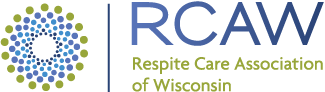 RCAW
Respite Care Association
of Wisconsin